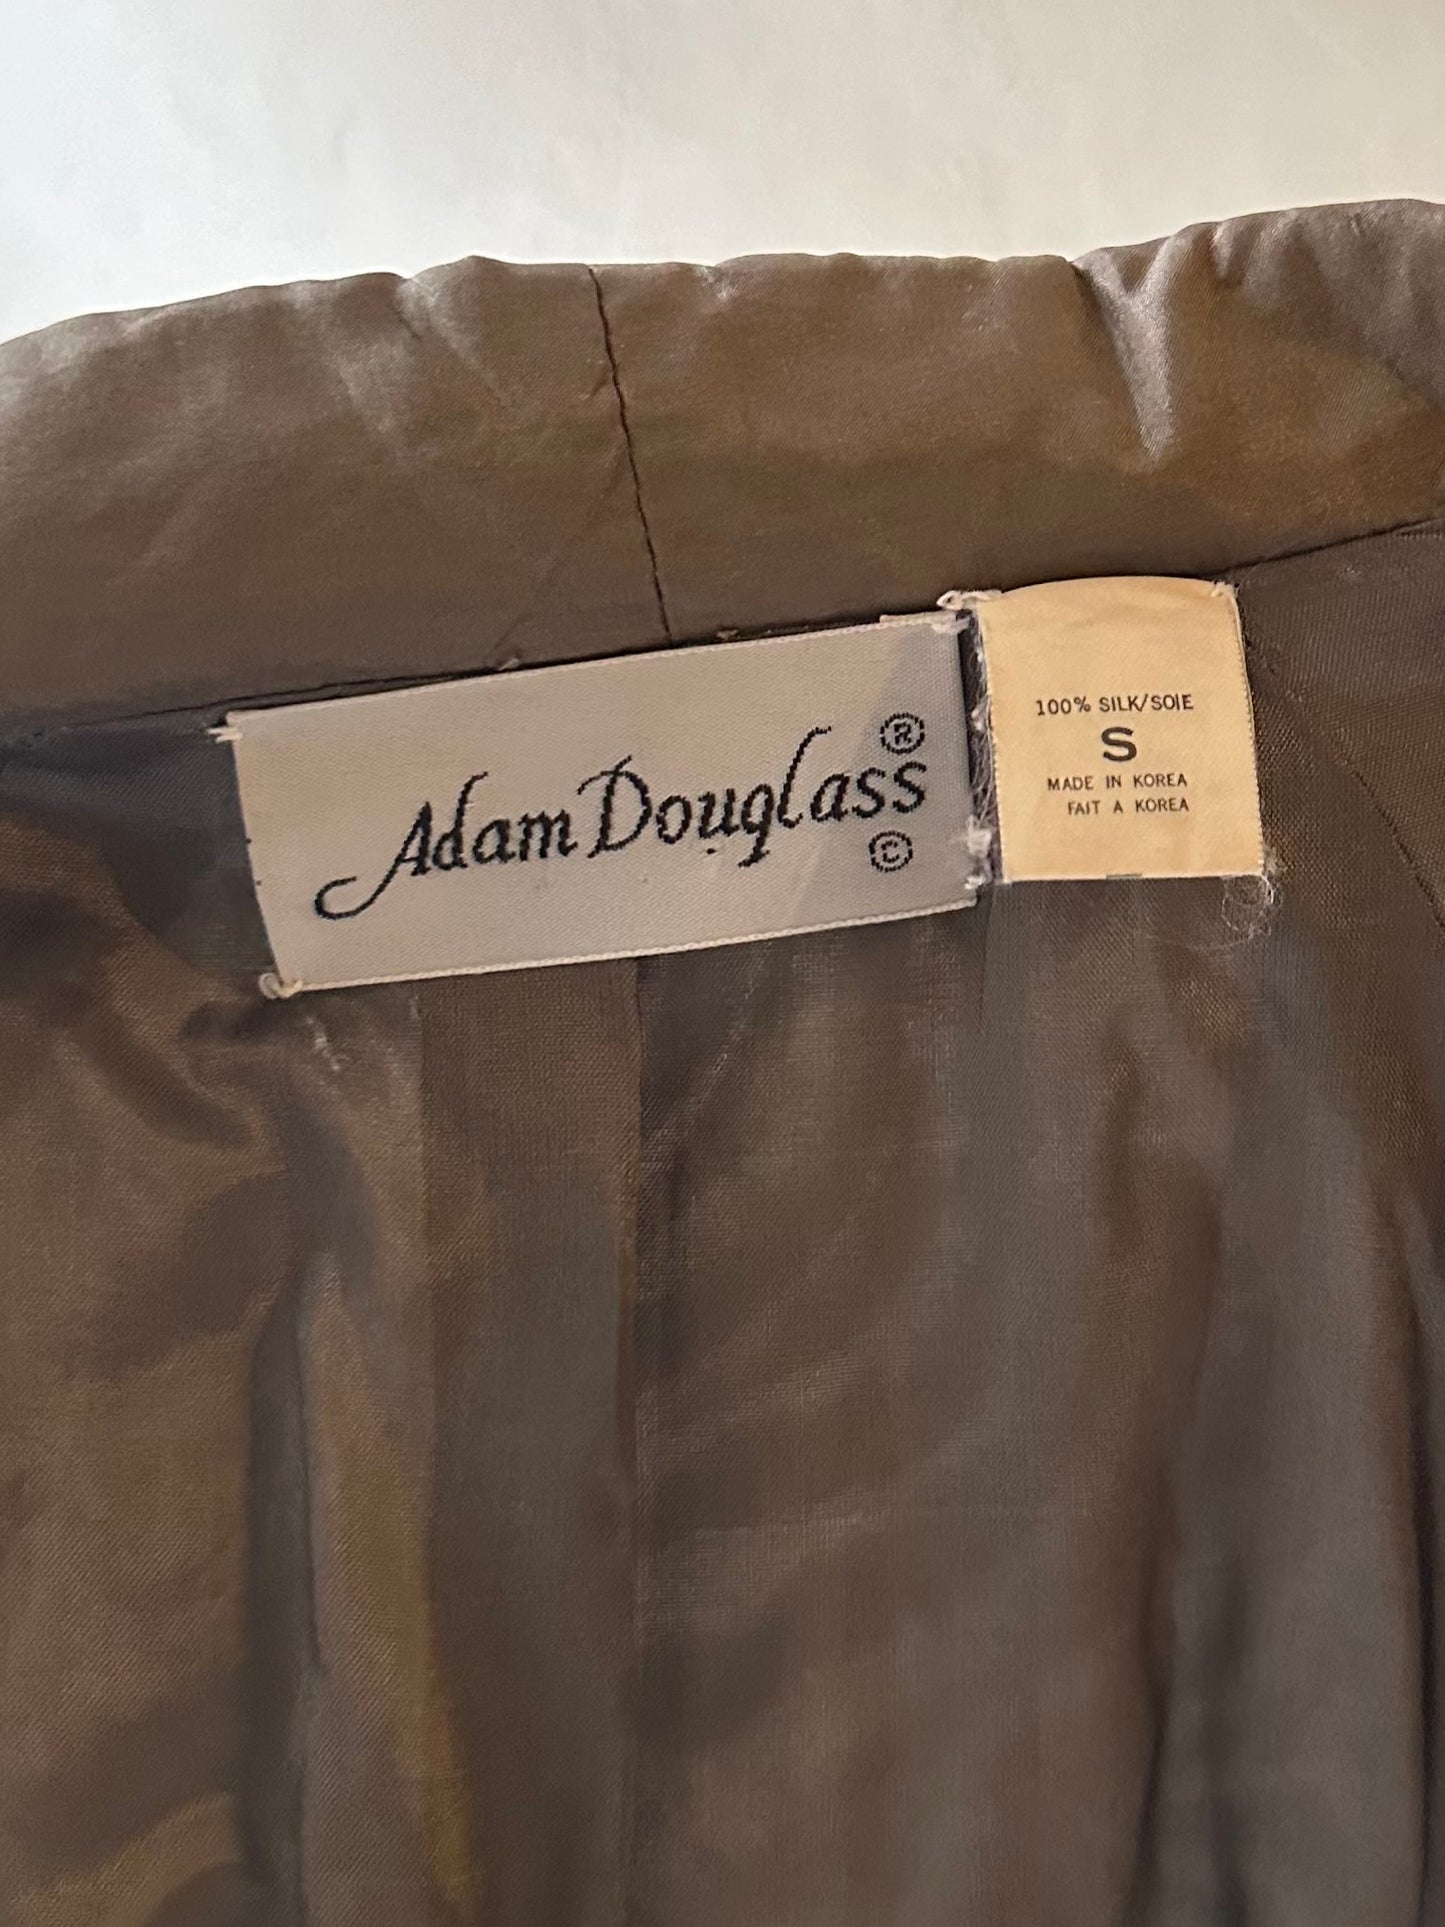 Adam Douglass®
©
100% SILK/SOIE
S
MADE IN KOREA
FAIT A KOREA